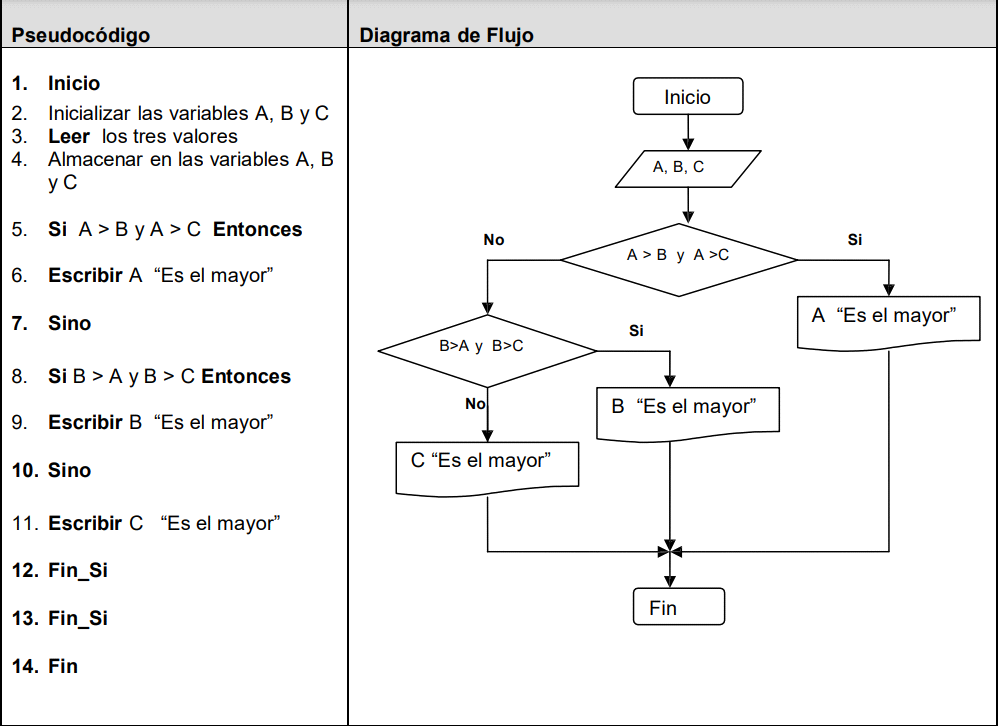 Pseudocódigo
1. Inicio
2. Inicializar las variables A, B y C
3. Leer los tres valores
4. Almacenar en las variables A, B
y C
5. Si A > B y A > C Entonces
6. Escribir A “Es el mayor”
7. Sino
8. Si B > A y B > C Entonces
9. Escribir B “Es el mayor”
10. Sino
11. Escribir C “Es el mayor”
12. Fin_Si
13. Fin_Si
14. Fin
Diagrama de Flujo
Inicio
A, B, C
No
A > B y A >C
Si
A “Es el mayor”
B>A y B>C
Si
B “Es el mayor”
No
C “Es el mayor”
Fin